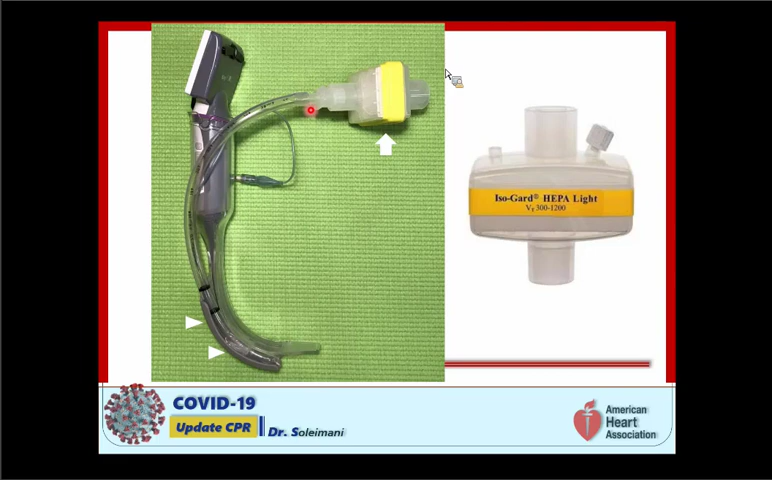 Iso-Gard® HEPA Light
VT 300-1200
COVID-19
Update CPR
Dr. Soleimani
American
Heart
Association